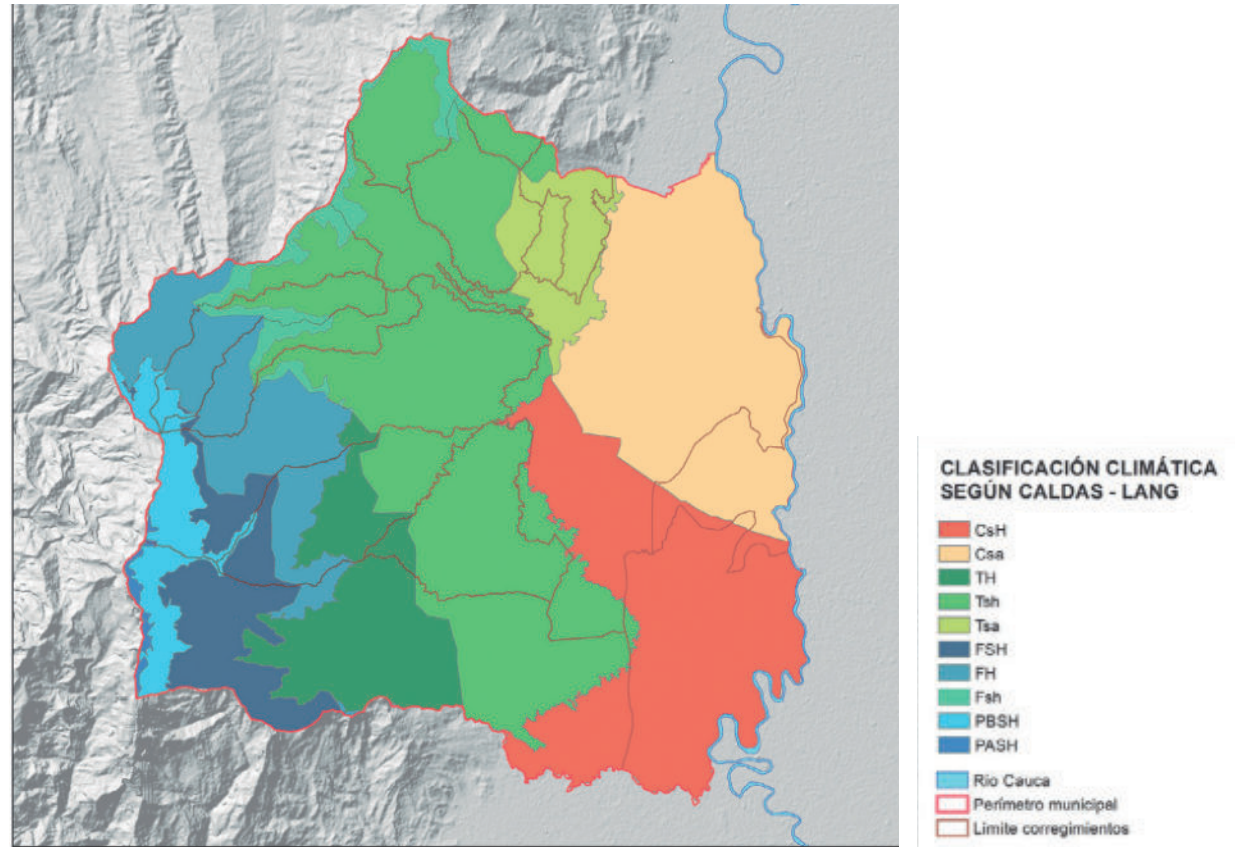 CLASIFICACIÓN CLIMÁTICA
SEGÚN CALDAS - LANG
CsH
Csa
TH
Tsh
Tsa
FSH
FH
Fsh
PBSH
PASH
Río Cauca
Perímetro municipal
Limite corregimientos